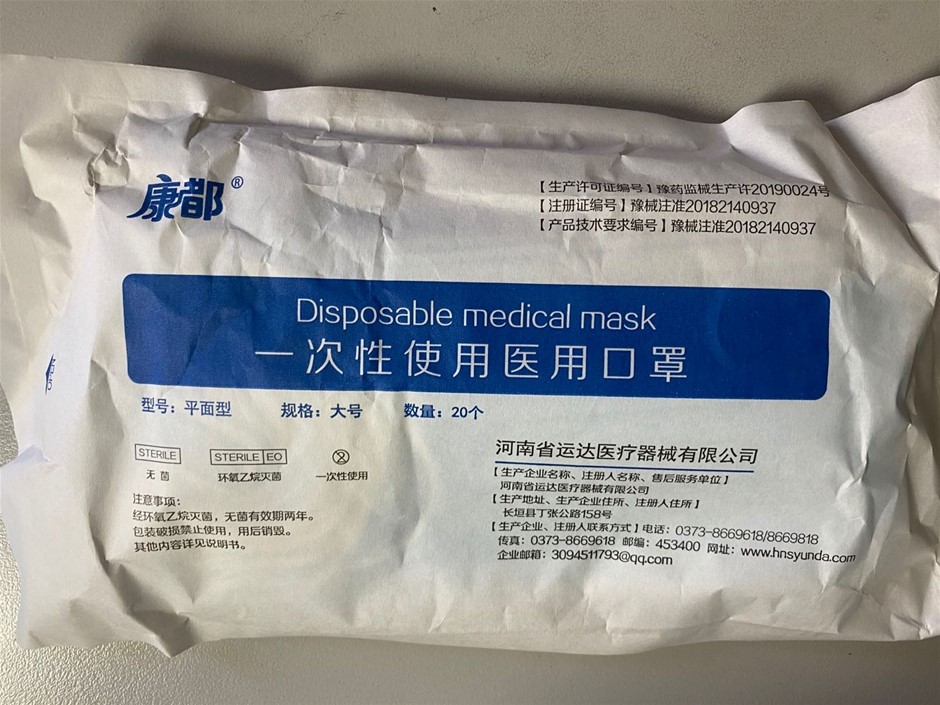 康都®
【生产许可证编号】豫药监械生产许20190024号
【注册证编号】豫械注准20182140937
【产品技术要求编号】豫械注准20182140937
Disposable medical mask
一次性使用医用口罩
型号：平面型 规格：大号 数量：20个
STERILE STERILE EO 2
无菌 环氧乙烷灭菌 一次性使用
注意事项：
经环氧乙烷灭菌，无菌有效期两年。
包装破损禁止使用，用后销毁。
其他内容详见说明书。
河南省运达医疗器械有限公司
【生产企业名称、注册人名称、售后服务单位】
河南省运达医疗器械有限公司
【生产地址、生产企业住所、注册人住所】
长垣县丁张公路158号
【生产企业、注册人联系方式】电话：0373-8669618/8669818
传真：0373-8669618 邮编：453400 网址：www.hnsyunda.com
企业邮箱：3094511793@qq.com